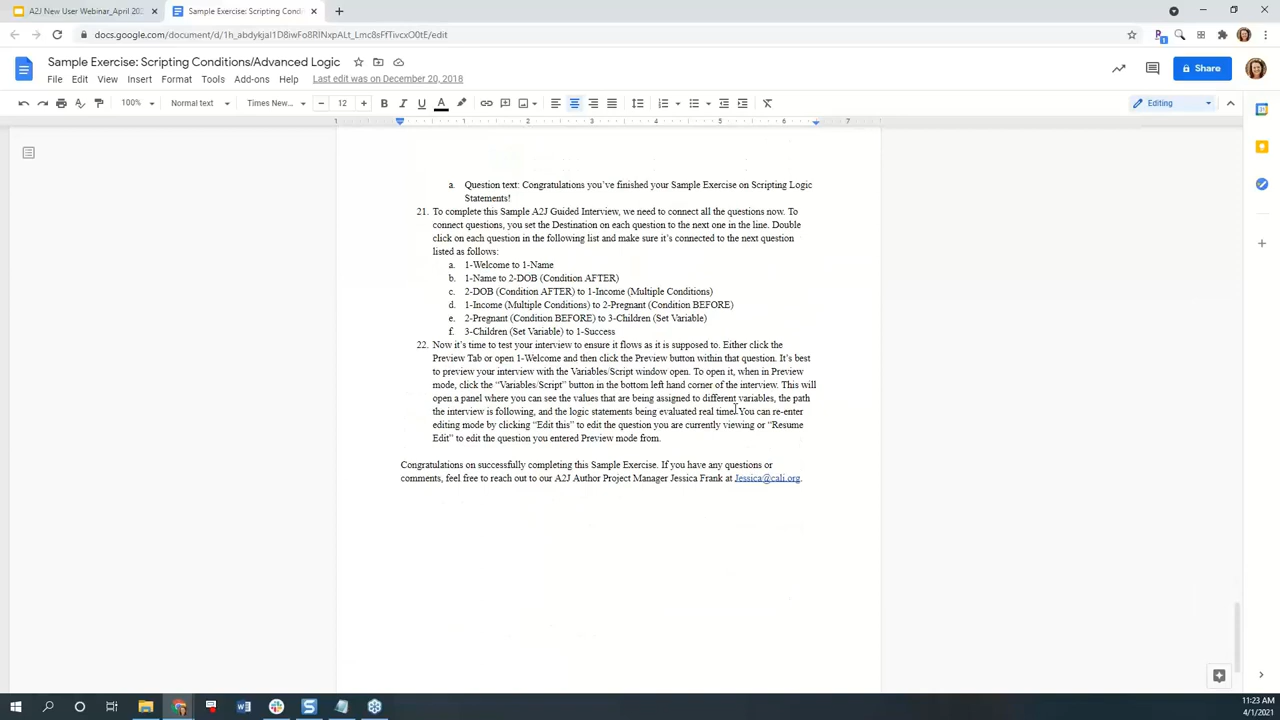 A2J New User Webinar_April 202
Sample Exercise: Scripting Condi
docs.google.com/document/d/1h_abdykjaI1D8iwFo8RlNxpALt_Lmc8sFfTivcxO0tE/edit
Sample Exercise: Scripting Conditions/Advanced Logic
File Edit View Insert Format Tools Add-ons Help Last edit was on December 20, 2018
Share
100% Normal text Times New... 12 Editing
1 1 2 3 4 5 6 7
a. Question text: Congratulations you’ve finished your Sample Exercise on Scripting Logic
Statements!
21. To complete this Sample A2J Guided Interview, we need to connect all the questions now. To
connect questions, you set the Destination on each question to the next one in the line. Double
click on each question in the following list and make sure it’s connected to the next question
listed as follows:
a. 1-Welcome to 1-Name
b. 1-Name to 2-DOB (Condition AFTER)
c. 2-DOB (Condition AFTER) to 1-Income (Multiple Conditions)
d. 1-Income (Multiple Conditions) to 2-Pregnant (Condition BEFORE)
e. 2-Pregnant (Condition BEFORE) to 3-Children (Set Variable)
f. 3-Children (Set Variable) to 1-Success
22. Now it’s time to test your interview to ensure it flows as it is supposed to. Either click the
Preview Tab or open 1-Welcome and then click the Preview button within that question. It’s best
to preview your interview with the Variables/Script window open. To open it, when in Preview
mode, click the “Variables/Script” button in the bottom left hand corner of the interview. This will
open a panel where you can see the values that are being assigned to different variables, the path
the interview is following, and the logic statements being evaluated real time. You can re-enter
editing mode by clicking “Edit this” to edit the question you are currently viewing or “Resume
Edit” to edit the question you entered Preview mode from.
Congratulations on successfully completing this Sample Exercise. If you have any questions or
comments, feel free to reach out to our A2J Author Project Manager Jessica Frank at Jessica@cali.org.
11:23 AM
4/1/2021